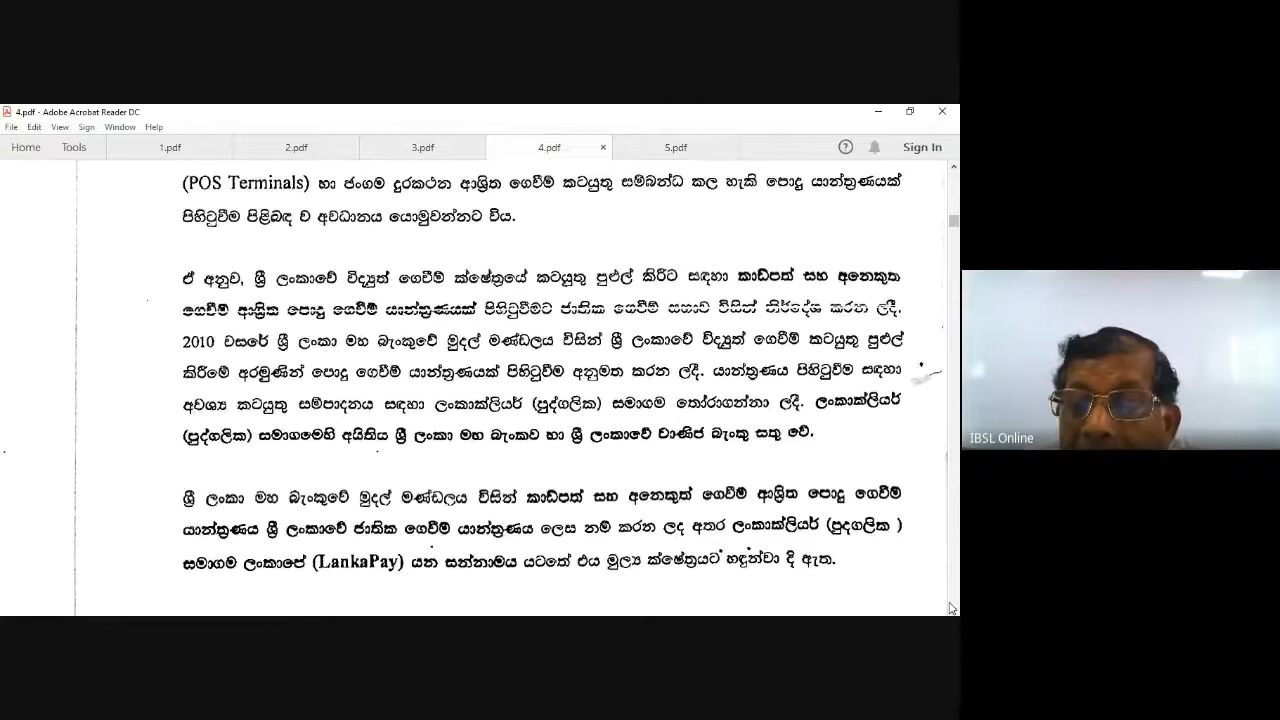 4.pdf - Adobe Acrobat Reader DC
File Edit View Sign Window Help
Home Tools 1.pdf 2.pdf 3.pdf 4.pdf × 5.pdf ? Sign In
(POS Terminals) හා ජංගම දුරකථන ආශ්‍රිත ගෙවීම් කටයුතු සම්බන්ධ කල හැකි පොදු යාන්ත්‍රණයක්
පිහිටුවීම පිළිබඳ ව අවධානය යොමුවන්නට විය.
ඒ අනුව, ශ්‍රී ලංකාවේ විද්‍යුත් ගෙවීම් ක්ෂේත්‍රයේ කටයුතු පුළුල් කිරීට සඳහා කාඩ්පත් සහ අනෙකුත
ගෙවීම් ආශ්‍රිත පොදු ගෙවීම් යාන්ත්‍රණයක් පිහිටුවීමට ජාතික ගෙවීම් සභාව විසින් නිර්දේශ කරන ලදී.
2010 වසරේ ශ්‍රී ලංකා මහ බැංකුවේ මුදල් මණ්ඩලය විසින් ශ්‍රී ලංකාවේ විද්‍යුත් ගෙවීම් කටයුතු පුළුල්
කිරීමේ අරමුණින් පොදු ගෙවීම් යාන්ත්‍රණයක් පිහිටුවීම අනුමත කරන ලදී. යාන්ත්‍රණය පිහිටුවීම සඳහා
අවශ්‍ය කටයුතු සම්පාදනය සඳහා ලංකාක්ලියර් (පුද්ගලික) සමාගම තෝරාගන්නා ලදී. ලංකාක්ලියර්
(පුද්ගලික) සමාගමෙහි අයිතිය ශ්‍රී ලංකා මහ බැංකුව හා ශ්‍රී ලංකාවේ වාණිජ බැංකු සතු වේ.
ශ්‍රී ලංකා මහ බැංකුවේ මුදල් මණ්ඩලය විසින් කාඩ්පත් සහ අනෙකුත් ගෙවීම් ආශ්‍රිත පොදු ගෙවීම්
යාන්ත්‍රණය ශ්‍රී ලංකාවේ ජාතික ගෙවීම් යාන්ත්‍රණය ලෙස නම් කරන ලද අතර ලංකාක්ලියර් (පුදගලික )
සමාගම ලංකාපේ (LankaPay) යන සන්නාමය යටතේ එය මුල්‍ය ක්ෂේත්‍රයට හඳුන්වා දි ඇත.
IBSL Online